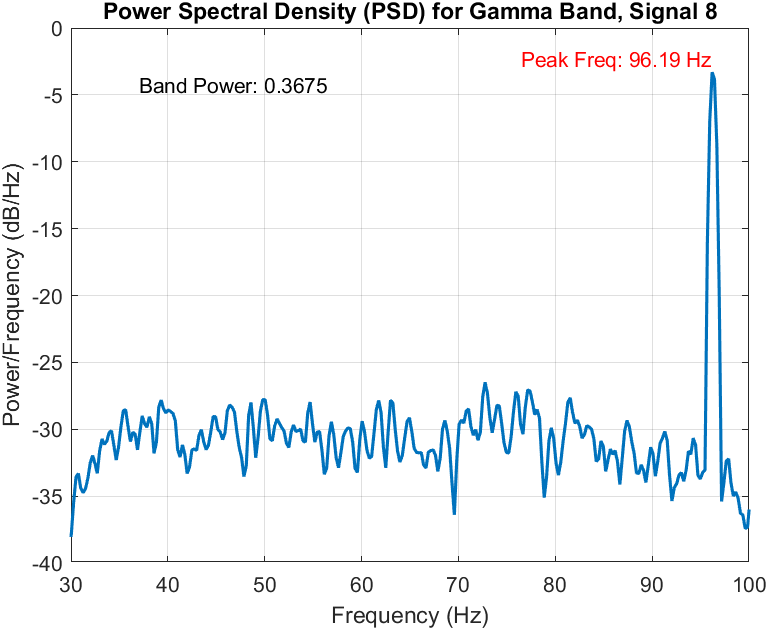 Power Spectral Density (PSD) for Gamma Band, Signal 8
Peak Freq: 96.19 Hz
Band Power: 0.3675
Power/Frequency (dB/Hz)
0
-5
-10
-15
-20
-25
-30
-35
-40
30 40 50 60 70 80 90 100
Frequency (Hz)